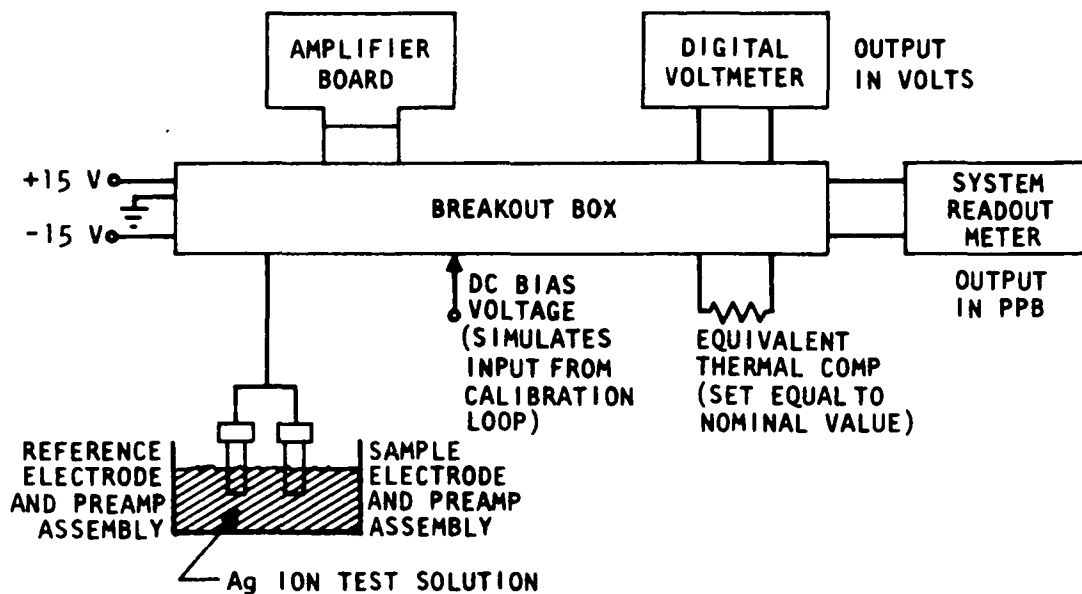 AMPLIFIER
BOARD
DIGITAL
VOLTMETER
OUTPUT
IN VOLTS
+15 V
-15 V
BREAKOUT BOX
SYSTEM
READOUT
METER
OUTPUT
IN PPB
DC BIAS
VOLTAGE
(SIMULATES
INPUT FROM
CALIBRATION
LOOP)
EQUIVALENT
THERMAL COMP
(SET EQUAL TO
NOMINAL VALUE)
REFERENCE
ELECTRODE
AND PREAMP
ASSEMBLY
SAMPLE
ELECTRODE
AND PREAMP
ASSEMBLY
Ag ION TEST SOLUTION